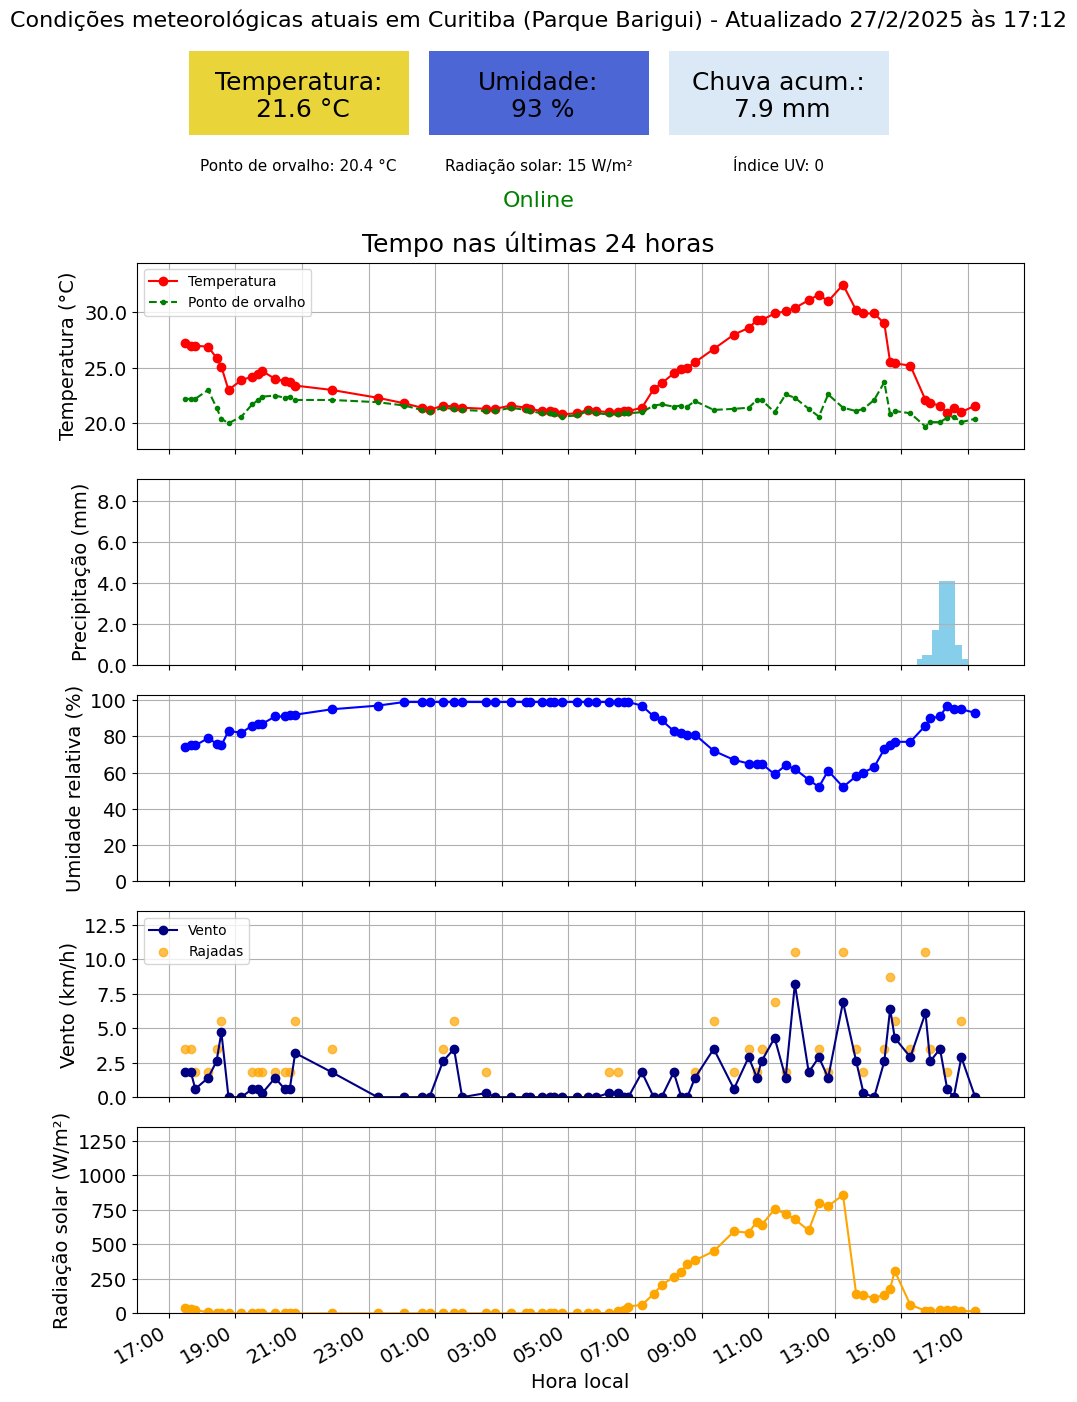 Condições meteorológicas atuais em Curitiba (Parque Barigui) - Atualizado 27/2/2025 às 17:12
Temperatura:
21.6 °C
Umidade:
93 %
Chuva acum.:
7.9 mm
Ponto de orvalho: 20.4 °C
Radiação solar: 15 W/m²
Índice UV: 0
Online
Tempo nas últimas 24 horas
Temperatura (°C)
30.0
25.0
20.0
Temperatura
Ponto de orvalho
Precipitação (mm)
8.0
6.0
4.0
2.0
0.0
Umidade relativa (%)
100
80
60
40
20
0
Vento (km/h)
12.5
10.0
7.5
5.0
2.5
0.0
Vento
Rajadas
Radiação solar (W/m²)
1250
1000
750
500
250
0
17:00
19:00
21:00
23:00
01:00
03:00
05:00
07:00
09:00
11:00
13:00
15:00
17:00
Hora local